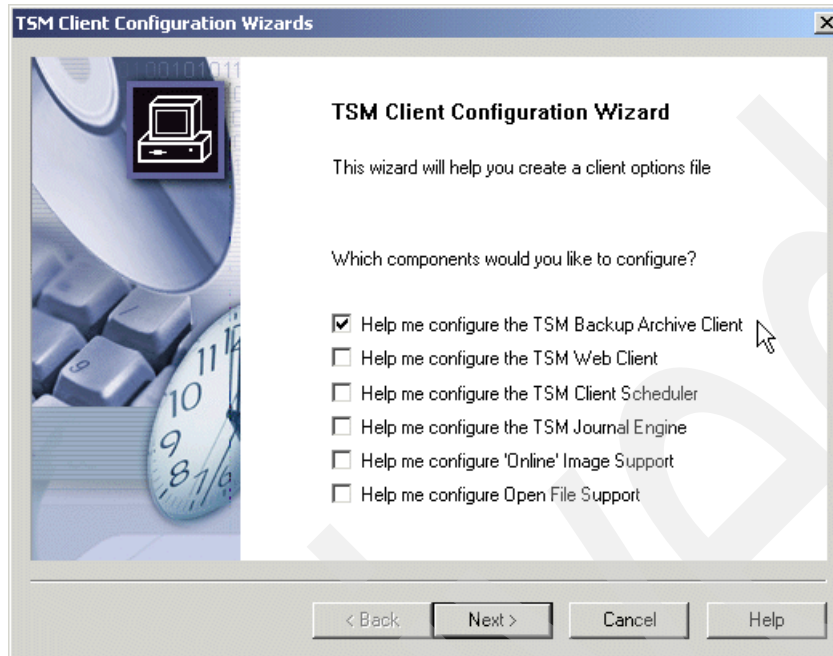 TSM Client Configuration Wizards
TSM Client Configuration Wizard
This wizard will help you create a client options file
Which components would you like to configure?
Help me configure the TSM Backup Archive Client
Help me configure the TSM Web Client
Help me configure the TSM Client Scheduler
Help me configure the TSM Journal Engine
Help me configure 'Online' Image Support
Help me configure Open File Support
< Back
Next >
Cancel
Help